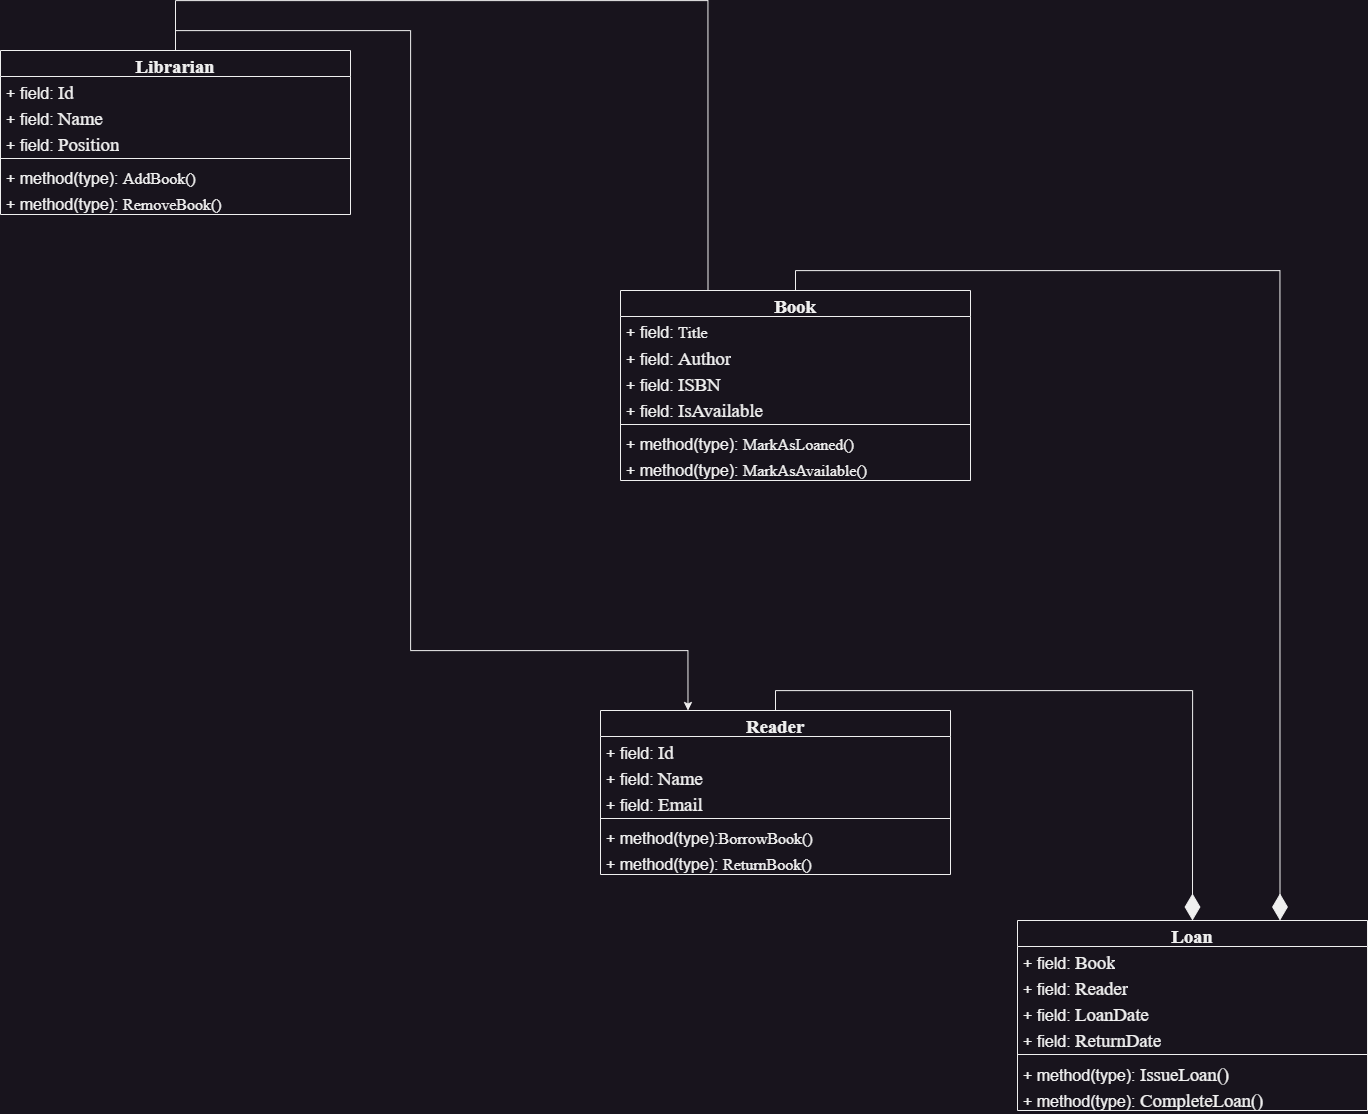 Librarian
+ field: Id
+ field: Name
+ field: Position
+ method(type): AddBook()
+ method(type): RemoveBook()
Book
+ field: Title
+ field: Author
+ field: ISBN
+ field: IsAvailable
+ method(type): MarkAsLoaned()
+ method(type): MarkAsAvailable()
Reader
+ field: Id
+ field: Name
+ field: Email
+ method(type):BorrowBook()
+ method(type): ReturnBook()
Loan
+ field: Book
+ field: Reader
+ field: LoanDate
+ field: ReturnDate
+ method(type): IssueLoan()
+ method(type): CompleteLoan()